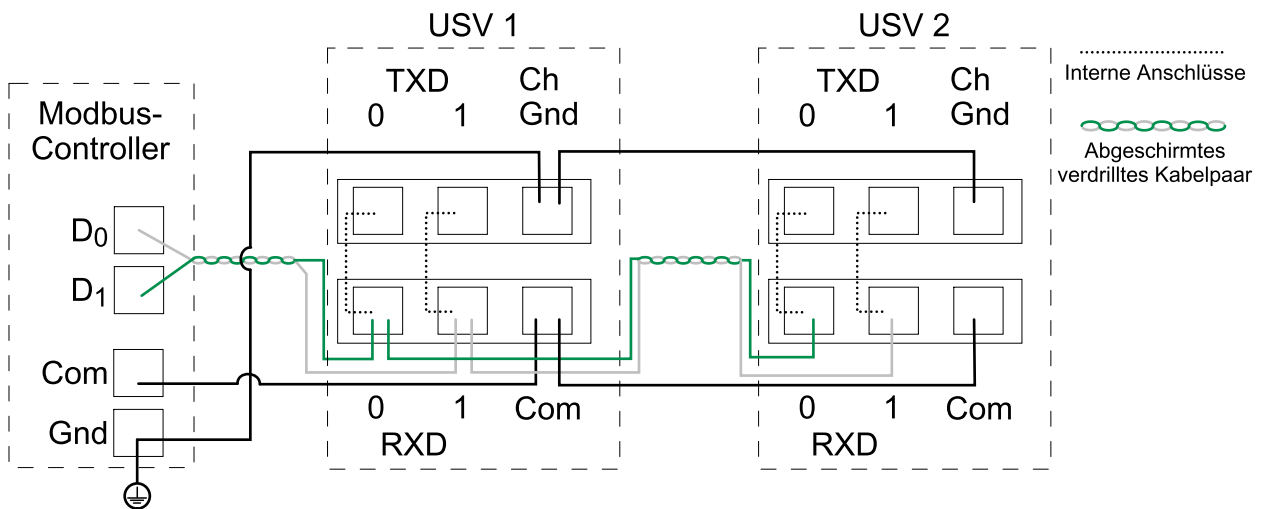 USV 1
USV 2
Modbus-
Controller
D0
D1
Com
Gnd
TXD
0 1
Ch
Gnd
0 1
RXD
Com
TXD
0 1
Ch
Gnd
0 1
RXD
Com
Interne Anschlüsse
Abgeschirmtes
verdrilltes Kabelpaar